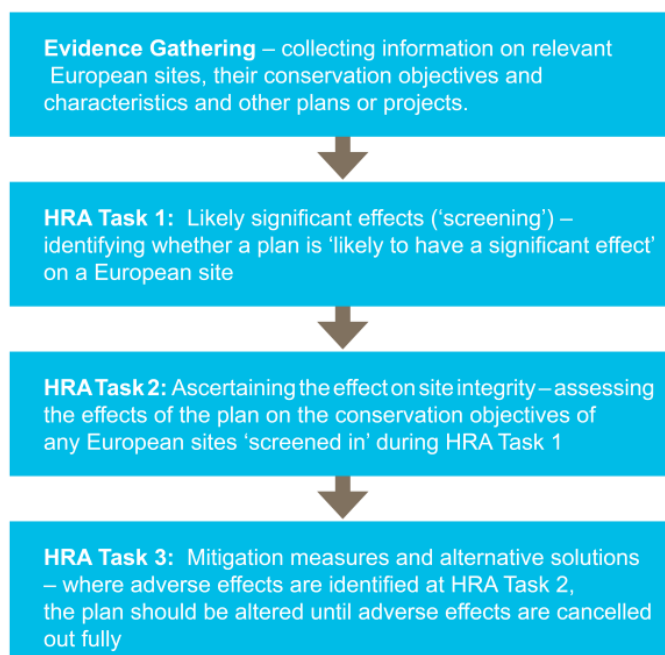 Evidence Gathering – collecting information on relevant
European sites, their conservation objectives and
characteristics and other plans or projects.
HRA Task 1: Likely significant effects (‘screening’) –
identifying whether a plan is ‘likely to have a significant effect’
on a European site
HRA Task 2: Ascertaining the effect on site integrity – assessing
the effects of the plan on the conservation objectives of
any European sites ‘screened in’ during HRA Task 1
HRA Task 3: Mitigation measures and alternative solutions
– where adverse effects are identified at HRA Task 2,
the plan should be altered until adverse effects are cancelled
out fully